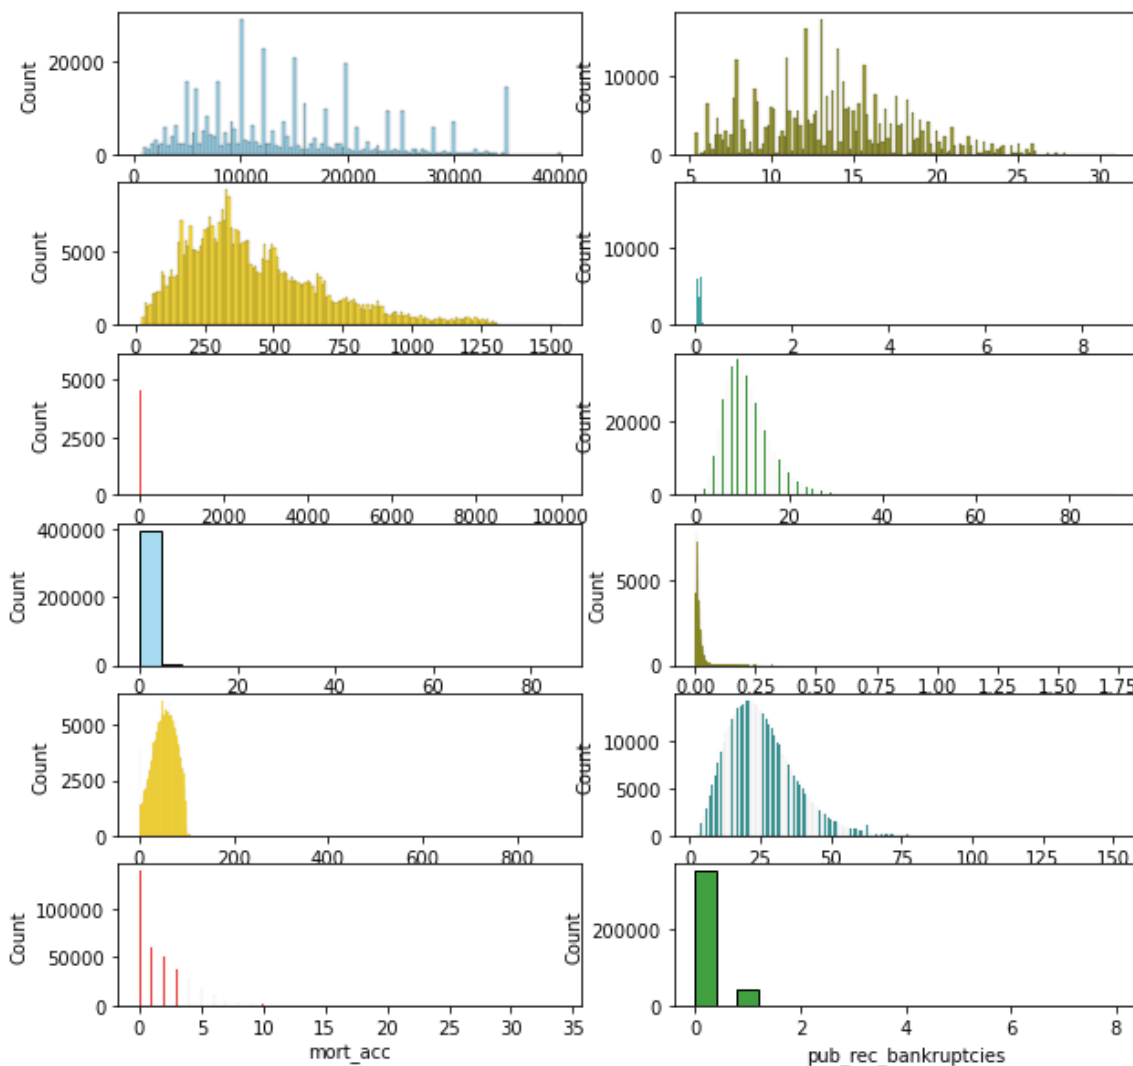 Count
20000
0
0 10000 20000 30000 40000
Count
10000
0
5 10 15 20 25 30
Count
5000
0
0 250 500 750 1000 1250 1500
Count
10000
0
0 2 4 6 8
Count
5000
2500
0
0 2000 4000 6000 8000 10000
Count
20000
0
0 20 40 60 80
Count
400000
200000
0
0 20 40 60 80
Count
5000
0
0.00 0.25 0.50 0.75 1.00 1.25 1.50 1.75
Count
5000
2500
0
0 200 400 600 800
Count
10000
5000
0
0 25 50 75 100 125 150
Count
100000
50000
0
0 5 10 15 20 25 30 35
mort_acc
Count
200000
0
0 2 4 6 8
pub_rec_bankruptcies